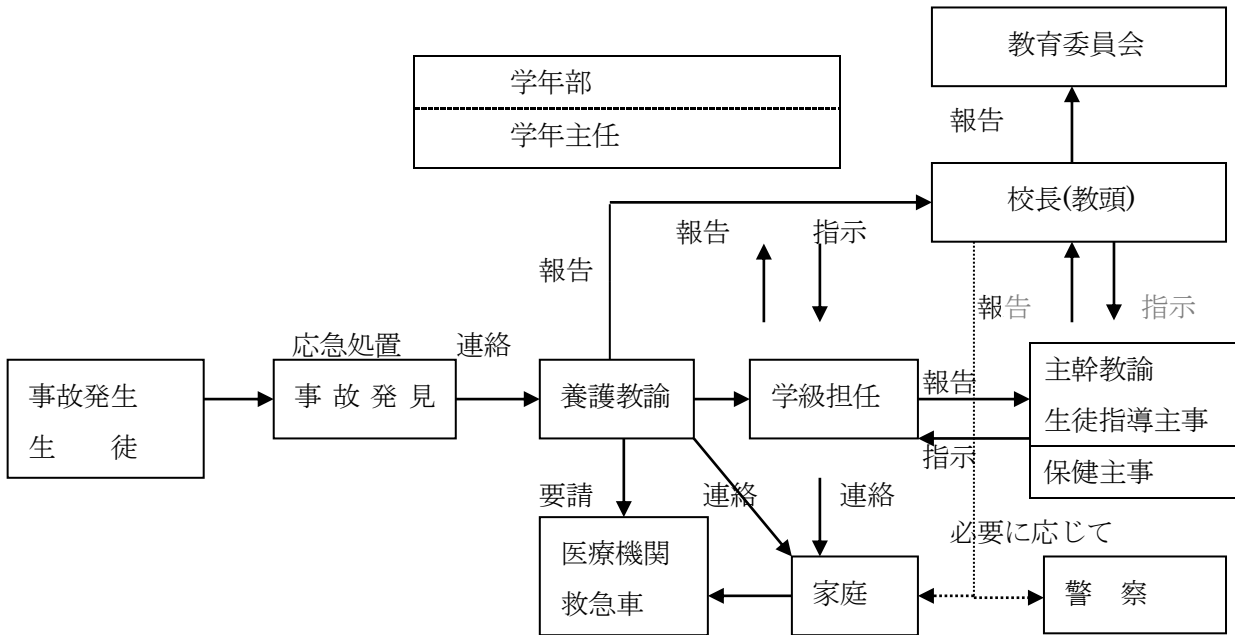 教育委員会
学年部
学年主任
報告
校長(教頭)
報告
指示
報告
報告
指示
応急処置
連絡
事故発生
生　　徒
事 故 発 見
養護教諭
学級担任
報告
指示
主幹教諭
生徒指導主事
保健主事
要請
連絡
連絡
必要に応じて
医療機関
救急車
家庭
警　察